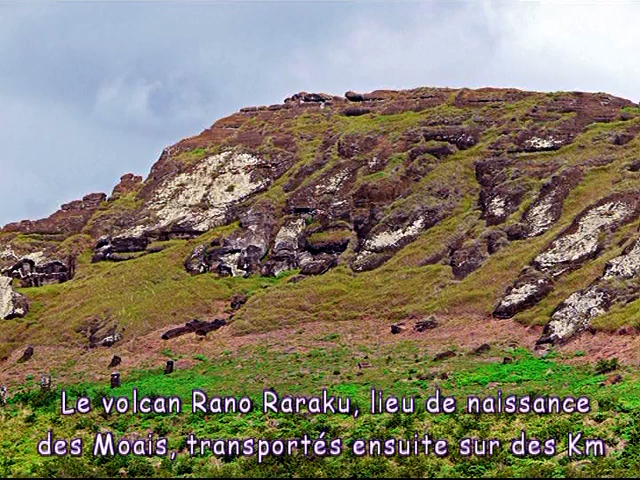 Le volcan Rano Raraku, lieu de naissance
des Moais, transportés ensuite sur des Km